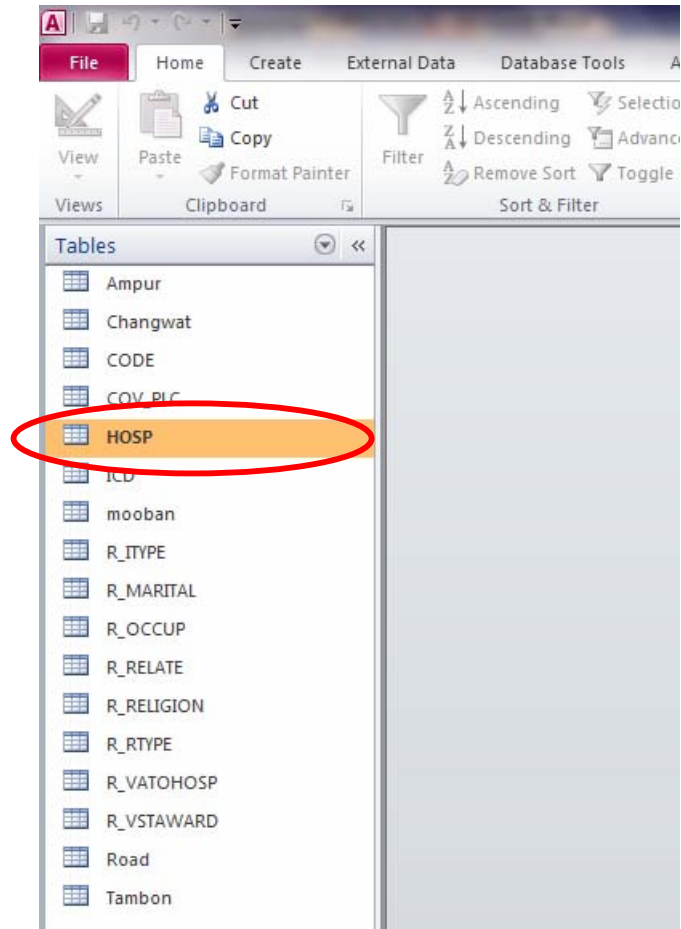 A
File Home Create External Data Database Tools A
View Paste Cut Copy Format Painter Filter Ascending Descending Remove Sort Toggle
Views Clipboard Sort & Filter
Tables
Ampur
Changwat
CODE
COV_PLC
HOSP
ICD
mooban
R_ITYPE
R_MARITAL
R_OCCUP
R_RELATE
R_RELIGION
R_RTYPE
R_VATOHOSP
R_VSTAWARD
Road
Tambon